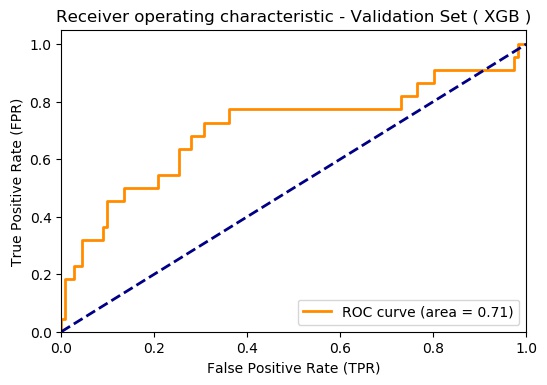 Receiver operating characteristic - Validation Set ( XGB )
1.0
0.8
0.6
0.4
0.2
0.0
True Positive Rate (FPR)
ROC curve (area = 0.71)
0.0 0.2 0.4 0.6 0.8 1.0
False Positive Rate (TPR)